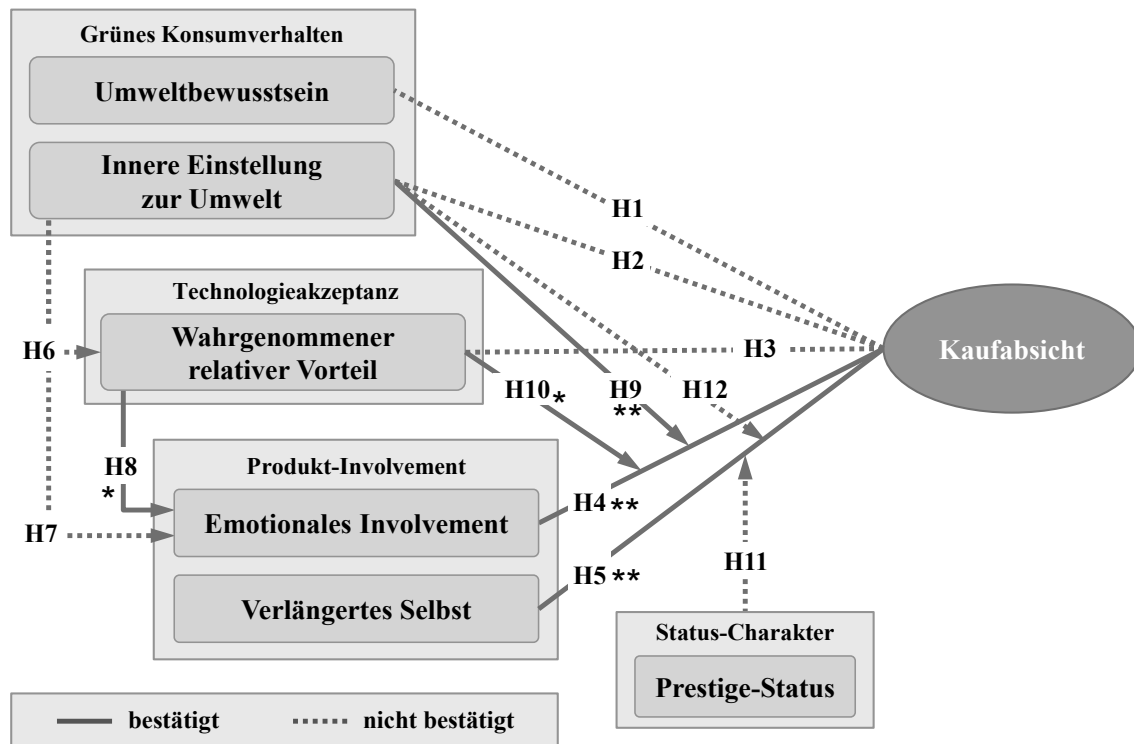 Grünes Konsumverhalten
Umweltbewusstsein
Innere Einstellung
zur Umwelt
H1
H2
Technologieakzeptanz
Wahrgenommener
relativer Vorteil
H6
H3
Kaufabsicht
H10*
H9
**
H12
H8
*
Produkt-Involvement
Emotionales Involvement
H4**
H7
Verlängertes Selbst
H5**
H11
Status-Charakter
Prestige-Status
bestätigt
nicht bestätigt